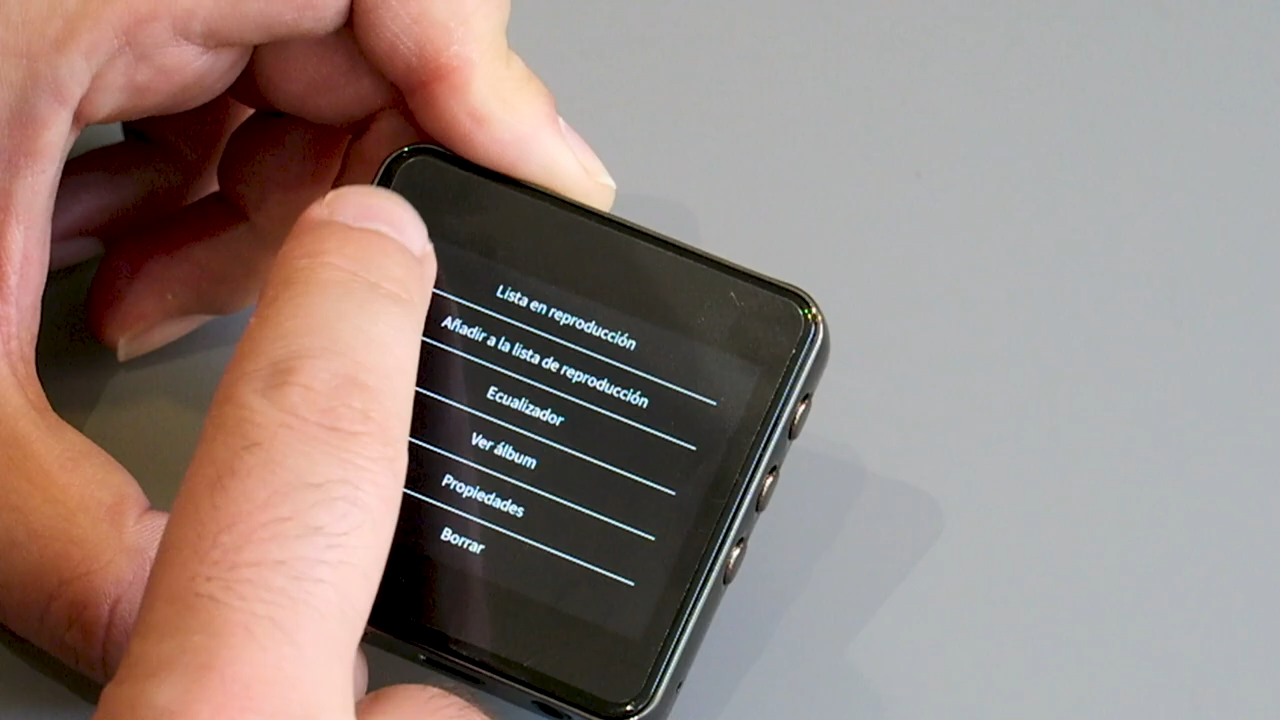 Lista en reproducción
Añadir a la lista de reproducción
Ecualizador
Ver álbum
Propiedades
Borrar